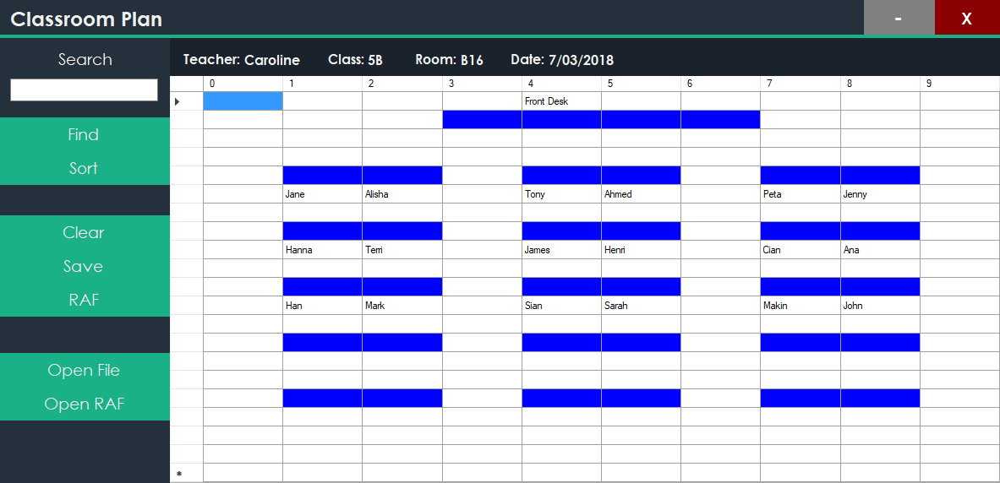 Classroom Plan - X
Search
Teacher: Caroline Class: 5B Room: B16 Date: 7/03/2018
0 1 2 3 4 5 6 7 8 9
Front Desk
Find
Sort
Jane Alisha Tony Ahmed Peta Jenny
Clear
Hanna Terri James Henri Cian Ana
Save
RAF
Han Mark Sian Sarah Makin John
Open File
Open RAF
*